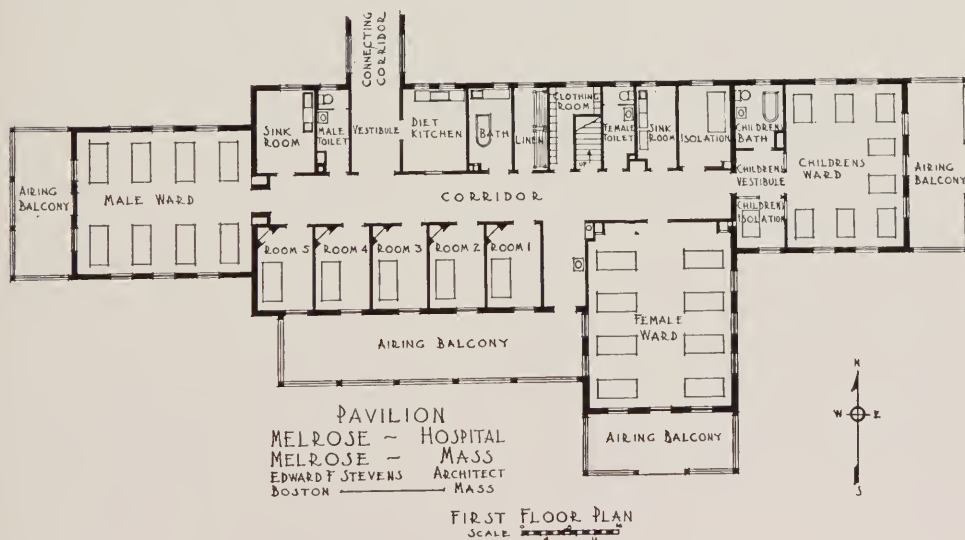 CONNECTING
CORRIDOR
SINK
ROOM
MALE
TOILET
VESTIBULE
DIET
KITCHEN
BATH
LINEN
CLOTHING
ROOM
UP
FEMALE
TOILET
SINK
ROOM
ISOLATION
CHILDRENS
BATH
CHILDRENS
VESTIBULE
CHILDRENS
ISOLATION
CHILDRENS
WARD
AIRING
BALCONY
AIRING
BALCONY
MALE WARD
CORRIDOR
ROOM 5
ROOM 4
ROOM 3
ROOM 2
ROOM 1
FEMALE
WARD
AIRING BALCONY
AIRING BALCONY
N
W E
S
PAVILION
MELROSE ~ HOSPITAL
MELROSE ~ MASS
EDWARD F STEVENS ARCHITECT
BOSTON — MASS
FIRST FLOOR PLAN
SCALE